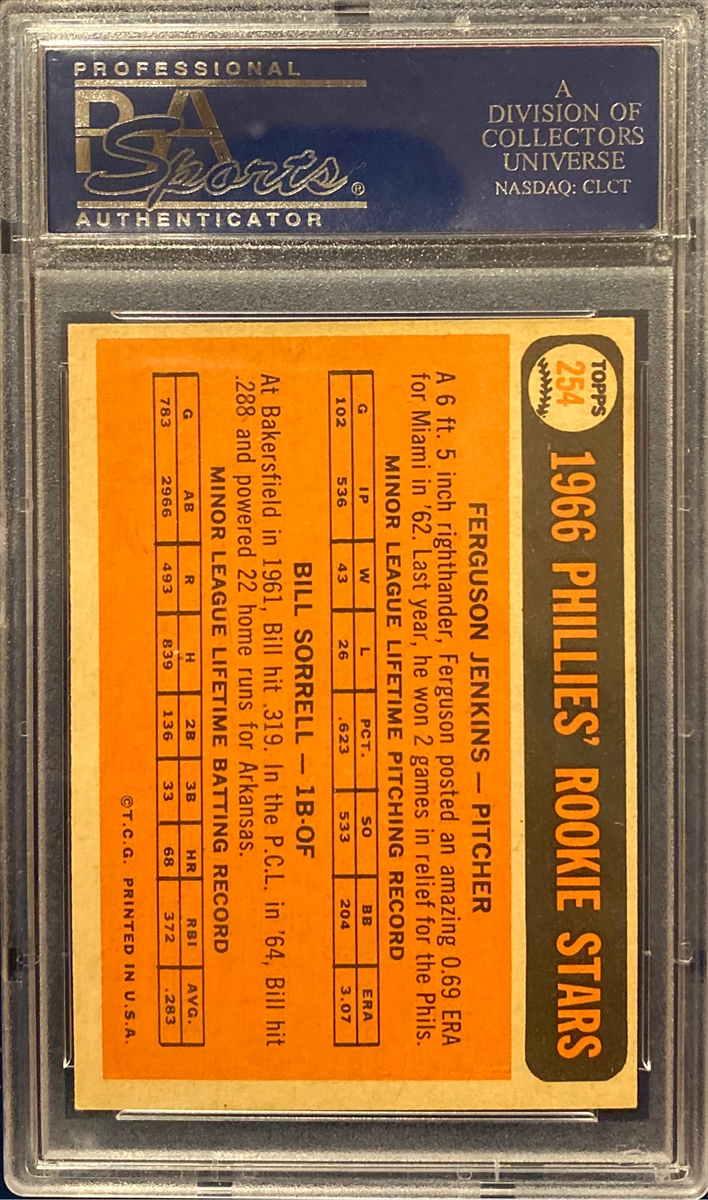 PROFESSIONAL
PSA
Sports®
AUTHENTICATOR
A
DIVISION OF
COLLECTORS
UNIVERSE
NASDAQ: CLCT
TOPPS
254
1966 PHILLIES' ROOKIE STARS
FERGUSON JENKINS — PITCHER
A 6 ft. 5 inch righthander, Ferguson posted an amazing 0.69 ERA
for Miami in '62. Last year, he won 2 games in relief for the Phils.
MINOR LEAGUE LIFETIME PITCHING RECORD
G IP W L PCT. SO BB ERA
102 536 43 26 .623 533 204 3.07
BILL SORRELL — 1B-OF
At Bakersfield in 1961, Bill hit .319. In the P.C.L. in '64, Bill hit
.288 and powered 22 home runs for Arkansas.
MINOR LEAGUE LIFETIME BATTING RECORD
G AB R H 2B 3B HR RBI AVG.
783 2966 493 839 136 33 68 372 .283
©T.C.G. PRINTED IN U.S.A.